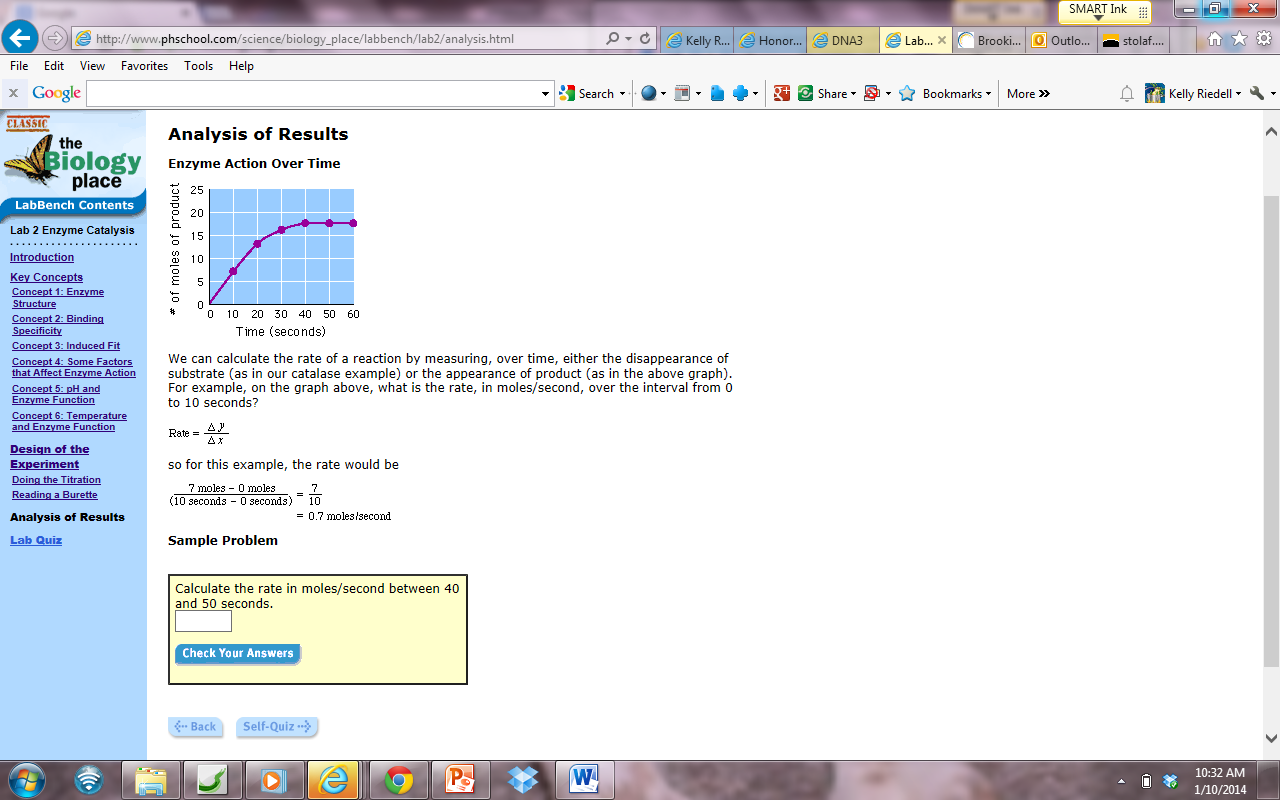 SMART Ink
http://www.phschool.com/science/biology_place/labbench/lab2/analysis.html
Kelly R...
Honor...
DNA3
Lab...
Brooki...
Outlo...
stolaf....
File Edit View Favorites Tools Help
x Google Search Share Bookmarks More » Kelly Riedell
CLASSIC
the
Biology
place
LabBench Contents
Lab 2 Enzyme Catalysis
Introduction
Key Concepts
Concept 1: Enzyme
Structure
Concept 2: Binding
Specificity
Concept 3: Induced Fit
Concept 4: Some Factors
that Affect Enzyme Action
Concept 5: pH and
Enzyme Function
Concept 6: Temperature
and Enzyme Function
Design of the
Experiment
Doing the Titration
Reading a Burette
Analysis of Results
Lab Quiz
Analysis of Results
Enzyme Action Over Time
# of moles of product
25
20
15
10
5
0
0 10 20 30 40 50 60
Time (seconds)
We can calculate the rate of a reaction by measuring, over time, either the disappearance of
substrate (as in our catalase example) or the appearance of product (as in the above graph).
For example, on the graph above, what is the rate, in moles/second, over the interval from 0
to 10 seconds?
Rate = Δ y
Δ x
so for this example, the rate would be
7 moles – 0 moles = 7
(10 seconds – 0 seconds) 10
= 0.7 moles/second
Sample Problem
Calculate the rate in moles/second between 40
and 50 seconds.
Check Your Answers
Back Self-Quiz
10:32 AM
1/10/2014